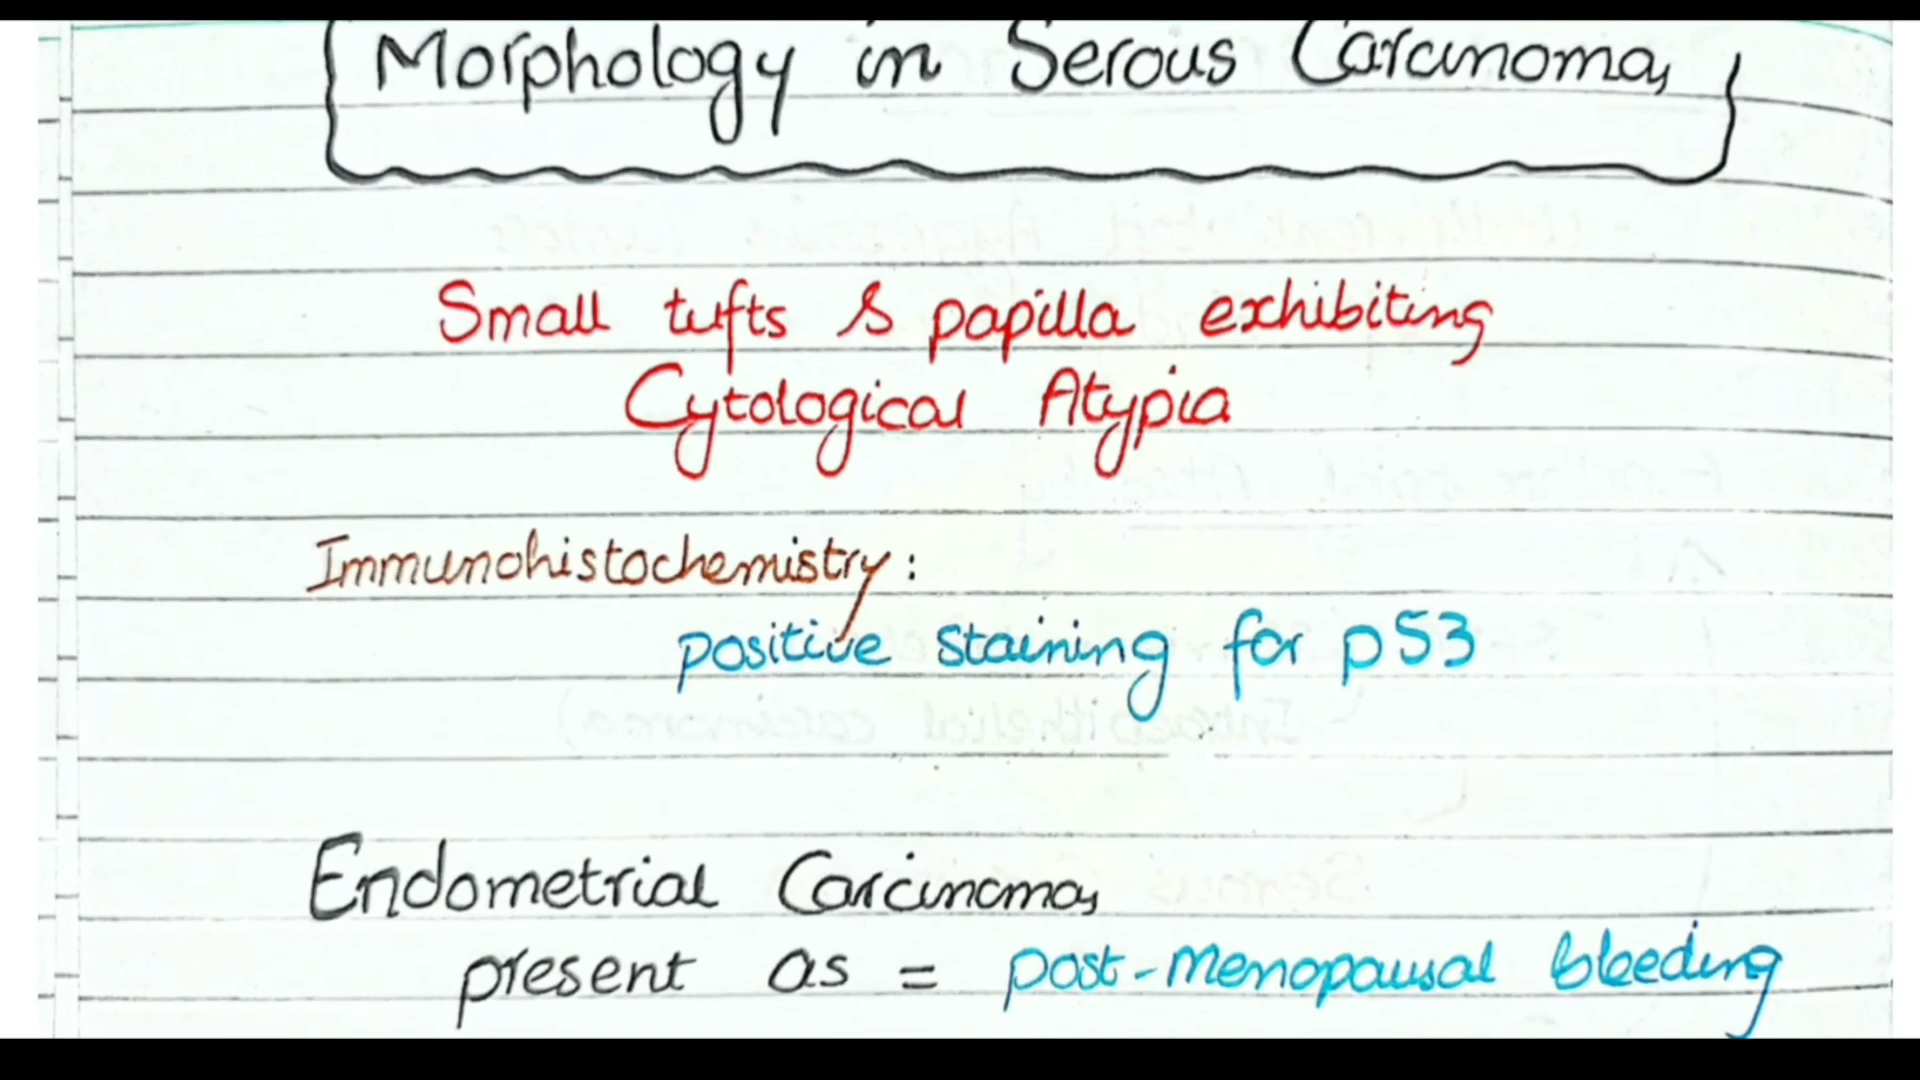 Morphology in Serous Carcinoma
Small tufts & papilla exhibiting
Cytological Atypia
Immunohistochemistry:
positive staining for p53
Endometrial Carcinoma
present as = post-menopausal bleeding